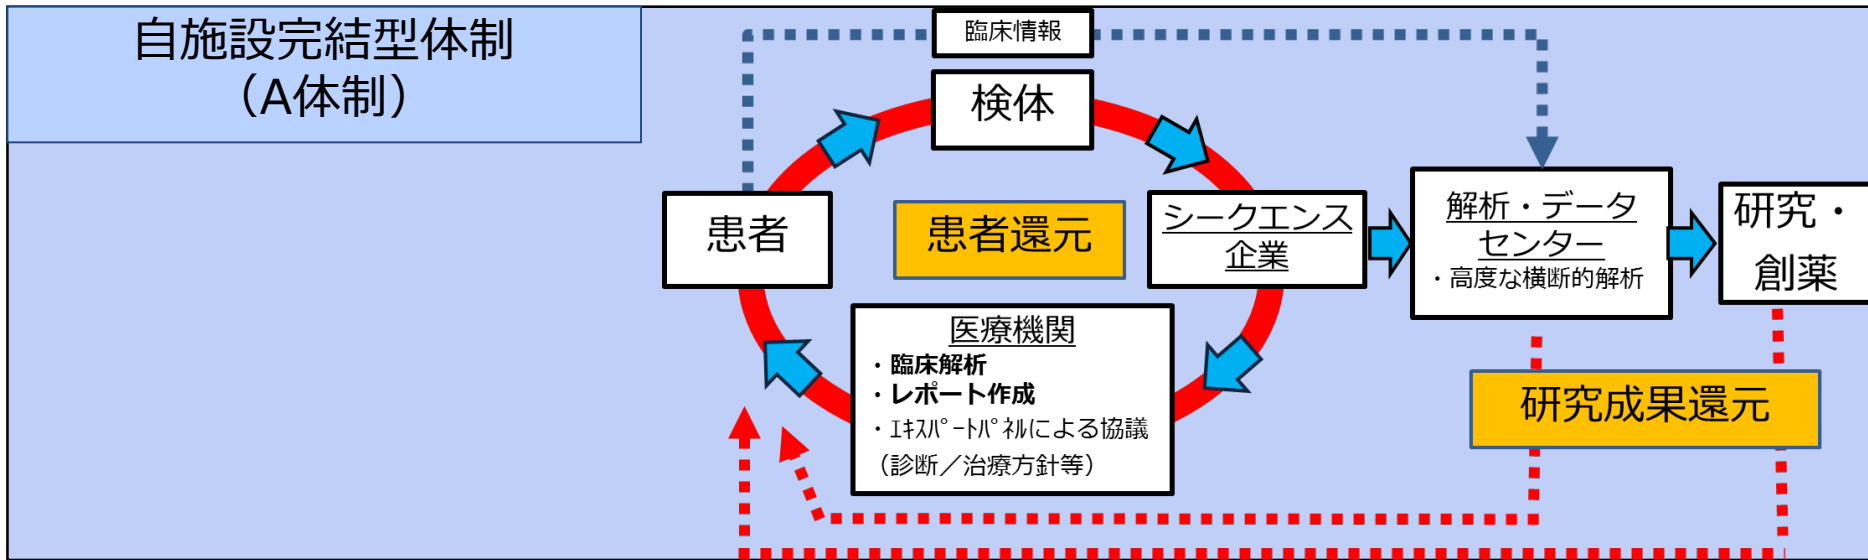 自施設完結型体制
（A体制）
臨床情報
検体
患者
患者還元
シークエンス
企業
解析・データ
センター
・高度な横断的解析
研究・
創薬
医療機関
・臨床解析
・レポート作成
・ｴｷｽﾊﾟｰﾄﾊﾟﾈﾙによる協議
（診断／治療方針等）
研究成果還元